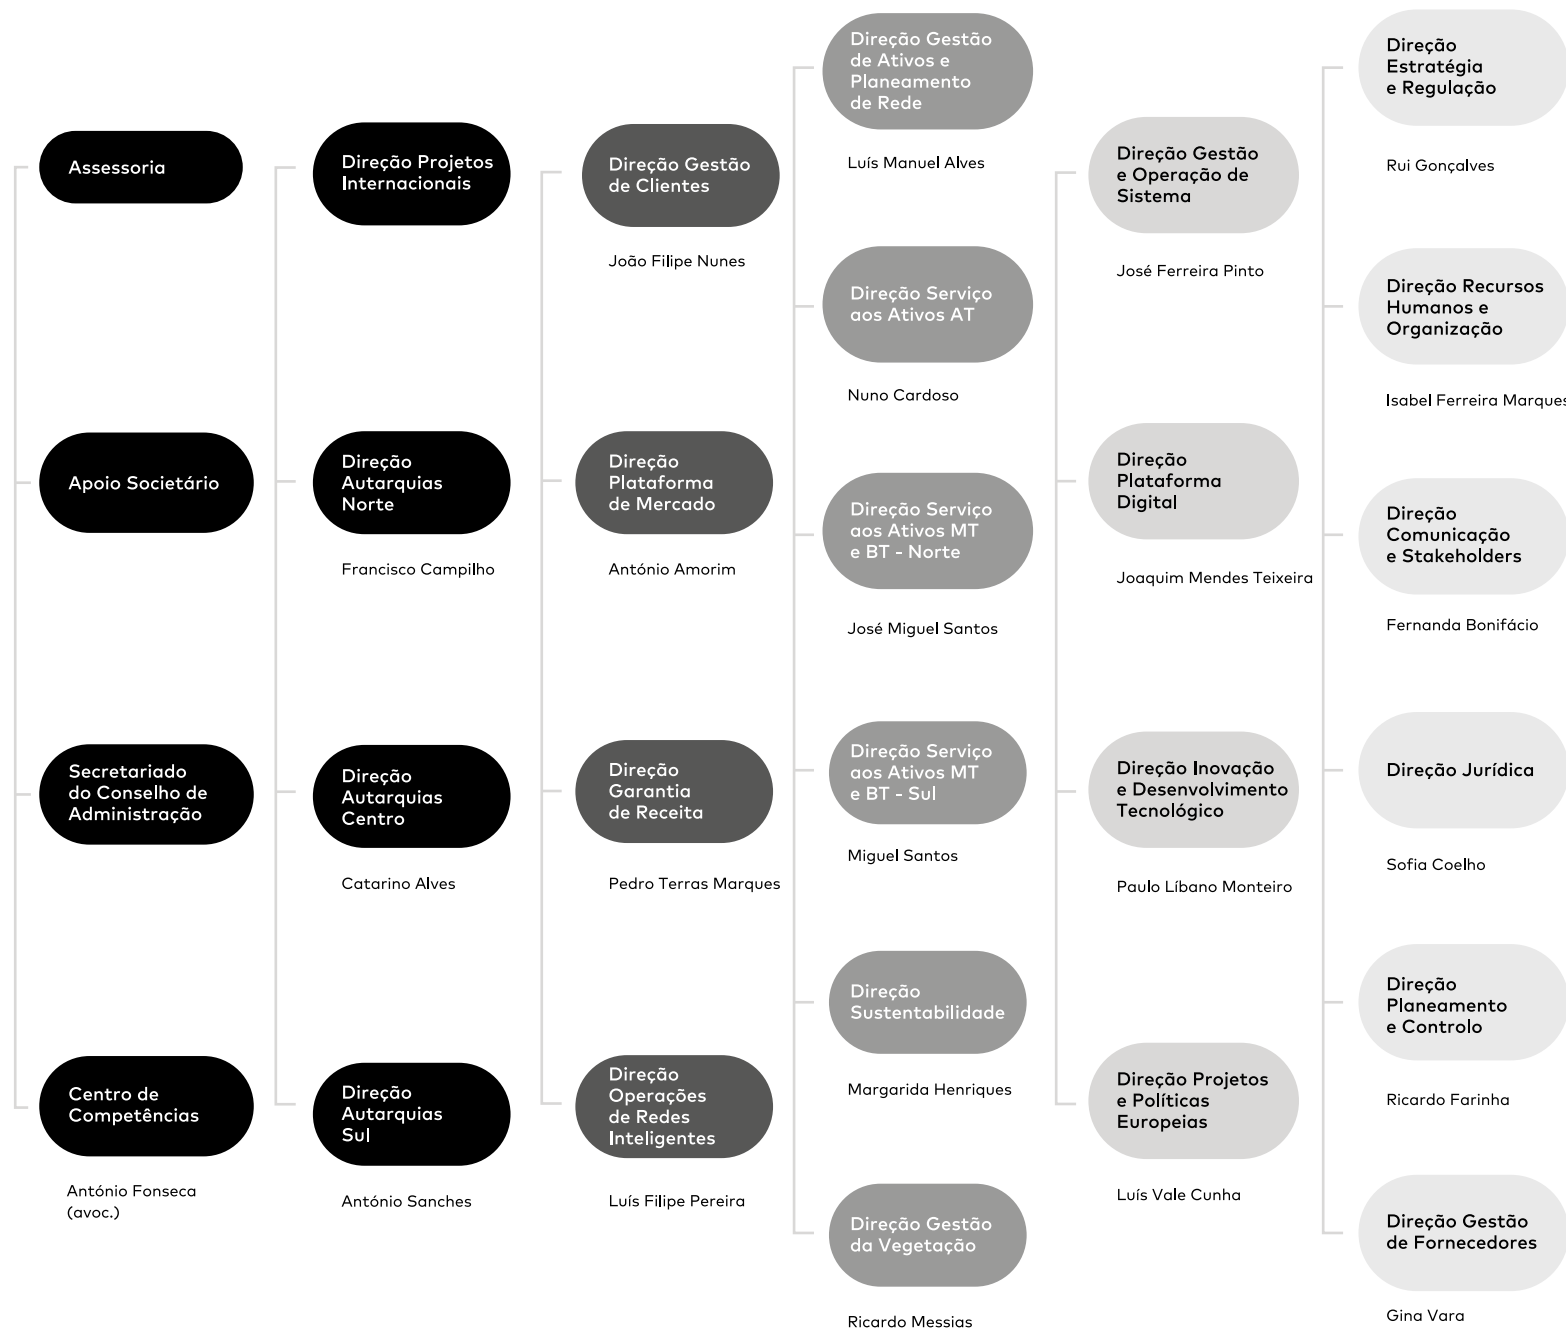 Assessoria
Apoio Societário
Secretariado
do Conselho de
Administração
Centro de
Competências
António Fonseca
(avoc.)
Direção Projetos
Internacionais
Direção
Autarquias
Norte
Francisco Campilho
Direção
Autarquias
Centro
Catarino Alves
Direção
Autarquias
Sul
António Sanches
Direção Gestão
de Clientes
João Filipe Nunes
Direção
Plataforma
de Mercado
António Amorim
Direção
Garantia
de Receita
Pedro Terras Marques
Direção
Operações
de Redes
Inteligentes
Luís Filipe Pereira
Direção Gestão
de Ativos e
Planeamento
de Rede
Luís Manuel Alves
Direção Serviço
aos Ativos AT
Nuno Cardoso
Direção Serviço
aos Ativos MT
e BT - Norte
José Miguel Santos
Direção Serviço
aos Ativos MT
e BT - Sul
Miguel Santos
Direção
Sustentabilidade
Margarida Henriques
Direção Gestão
da Vegetação
Ricardo Messias
Direção Gestão
e Operação de
Sistema
José Ferreira Pinto
Direção
Plataforma
Digital
Joaquim Mendes Teixeira
Direção Inovação
e Desenvolvimento
Tecnológico
Paulo Líbano Monteiro
Direção Projetos
e Políticas
Europeias
Luís Vale Cunha
Direção
Estratégia
e Regulação
Rui Gonçalves
Direção Recursos
Humanos e
Organização
Isabel Ferreira Marques
Direção
Comunicação
e Stakeholders
Fernanda Bonifácio
Direção Jurídica
Sofia Coelho
Direção
Planeamento
e Controlo
Ricardo Farinha
Direção Gestão
de Fornecedores
Gina Vara